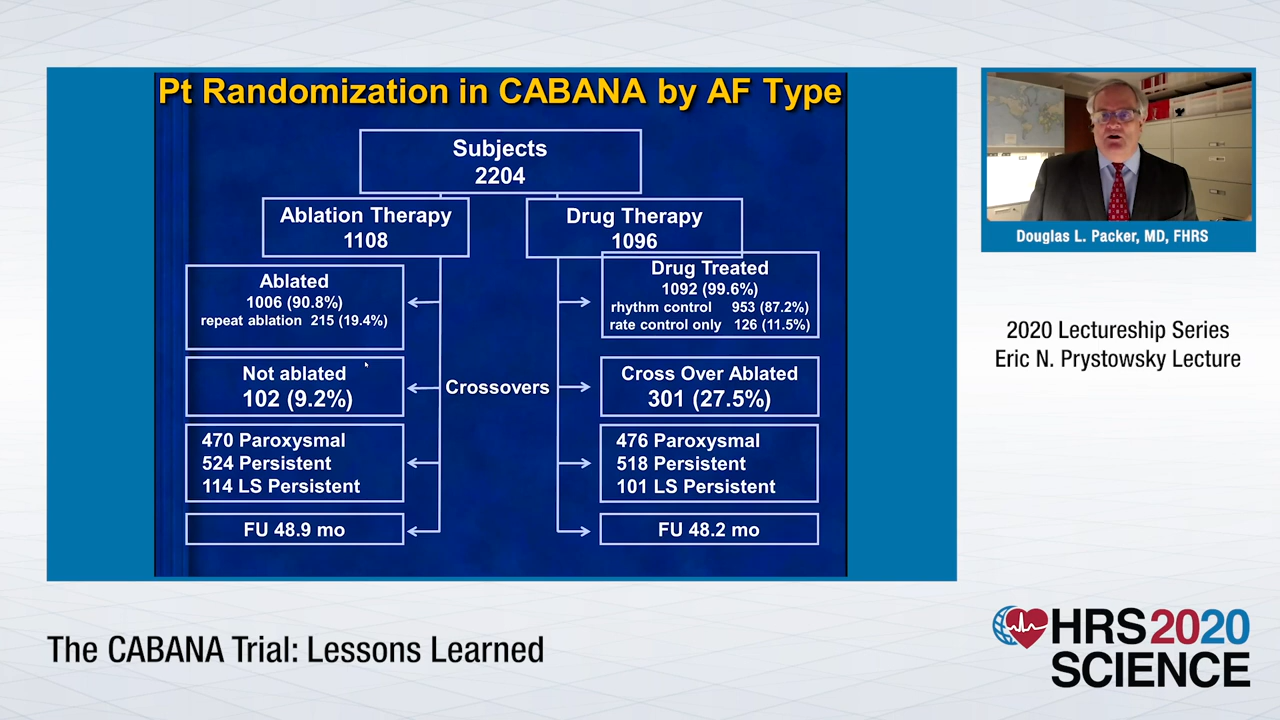 Pt Randomization in CABANA by AF Type
Subjects
2204
Ablation Therapy
1108
Drug Therapy
1096
Ablated
1006 (90.8%)
repeat ablation 215 (19.4%)
Drug Treated
1092 (99.6%)
rhythm control 953 (87.2%)
rate control only 126 (11.5%)
Not ablated
102 (9.2%)
Crossovers
Cross Over Ablated
301 (27.5%)
470 Paroxysmal
524 Persistent
114 LS Persistent
476 Paroxysmal
518 Persistent
101 LS Persistent
FU 48.9 mo
FU 48.2 mo
Douglas L. Packer, MD, FHRS
2020 Lectureship Series
Eric N. Prystowsky Lecture
The CABANA Trial: Lessons Learned
HRS2020
SCIENCE